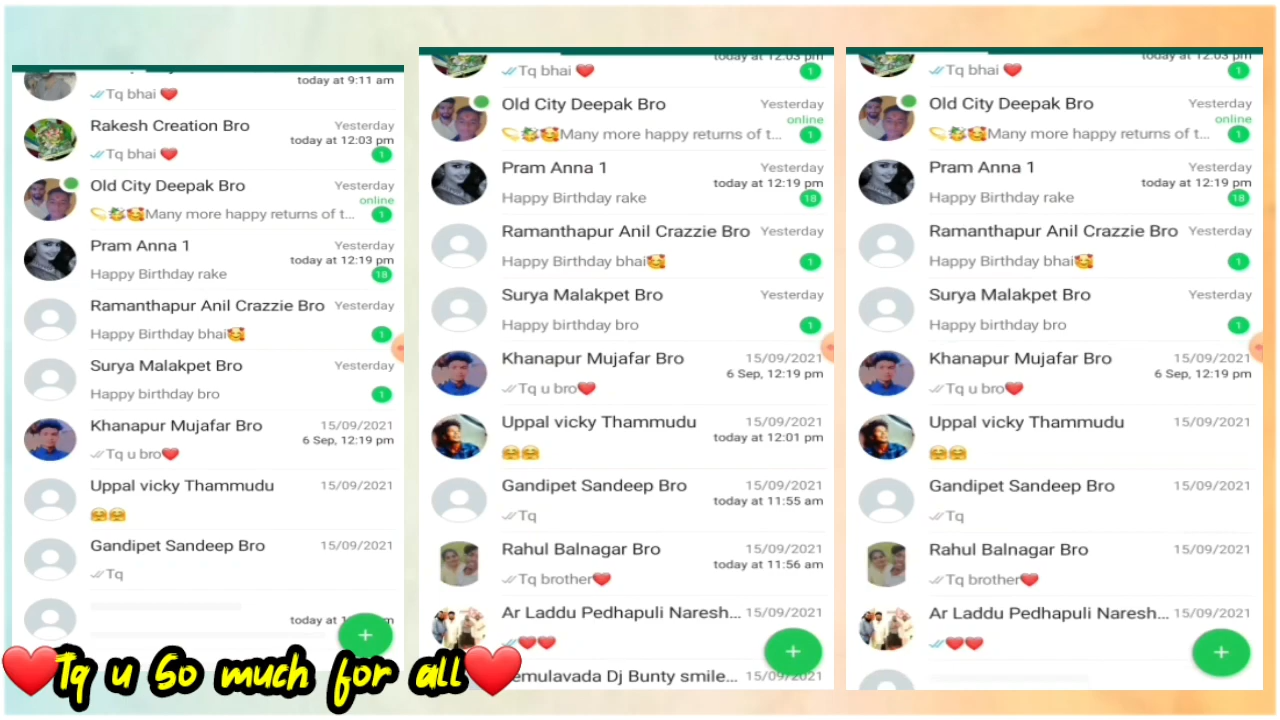 today at 9:11 am
Tq bhai ❤️
Rakesh Creation Bro Yesterday
today at 12:03 pm
Tq bhai ❤️ 1
Old City Deepak Bro Yesterday
online
💫💐🥰Many more happy returns of t... 1
Pram Anna 1 Yesterday
today at 12:19 pm
Happy Birthday rake 18
Ramanthapur Anil Crazzie Bro Yesterday
Happy Birthday bhai🥰 1
Surya Malakpet Bro Yesterday
Happy birthday bro 1
Khanapur Mujafar Bro 15/09/2021
6 Sep, 12:19 pm
Tq u bro❤️
Uppal vicky Thammudu 15/09/2021
🤗🤗
Gandipet Sandeep Bro 15/09/2021
Tq
today at
❤️Tq u So much for all❤️
today at 12:03 pm
Tq bhai ❤️ 1
Old City Deepak Bro Yesterday
online
💫💐🥰Many more happy returns of t... 1
Pram Anna 1 Yesterday
today at 12:19 pm
Happy Birthday rake 18
Ramanthapur Anil Crazzie Bro Yesterday
Happy Birthday bhai🥰 1
Surya Malakpet Bro Yesterday
Happy birthday bro 1
Khanapur Mujafar Bro 15/09/2021
6 Sep, 12:19 pm
Tq u bro❤️
Uppal vicky Thammudu 15/09/2021
today at 12:01 pm
🤗🤗
Gandipet Sandeep Bro 15/09/2021
today at 11:55 am
Tq
Rahul Balnagar Bro 15/09/2021
today at 11:56 am
Tq brother❤️
Ar Laddu Pedhapuli Naresh... 15/09/2021
❤️❤️
Dj Bunty smile... 15/09/2021
today at 12:03 pm
Tq bhai ❤️ 1
Old City Deepak Bro Yesterday
online
💫💐🥰Many more happy returns of t... 1
Pram Anna 1 Yesterday
today at 12:19 pm
Happy Birthday rake 18
Ramanthapur Anil Crazzie Bro Yesterday
Happy Birthday bhai🥰 1
Surya Malakpet Bro Yesterday
Happy birthday bro 1
Khanapur Mujafar Bro 15/09/2021
6 Sep, 12:19 pm
Tq u bro❤️
Uppal vicky Thammudu 15/09/2021
🤗🤗
Gandipet Sandeep Bro 15/09/2021
Tq
Rahul Balnagar Bro 15/09/2021
Tq brother❤️
Ar Laddu Pedhapuli Naresh... 15/09/2021
❤️❤️